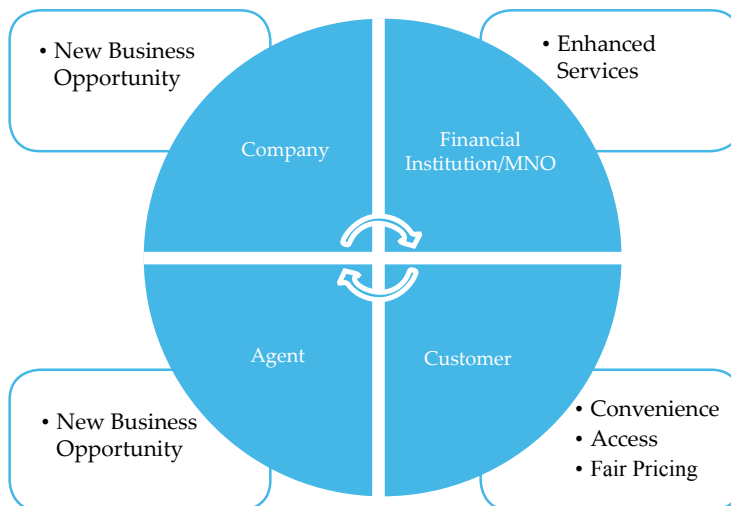 • New Business
Opportunity
• Enhanced
Services
Company
Financial
Institution/MNO
Agent
Customer
• New Business
Opportunity
• Convenience
• Access
• Fair Pricing